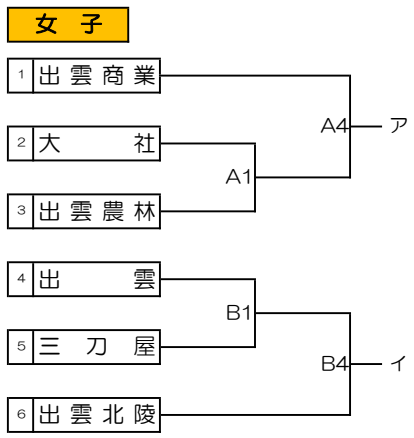 女 子
1 出雲商業
A4 ア
2 大 社
A1
3 出雲農林
4 出 雲
B1
5 三刀屋
B4 イ
6 出雲北陵